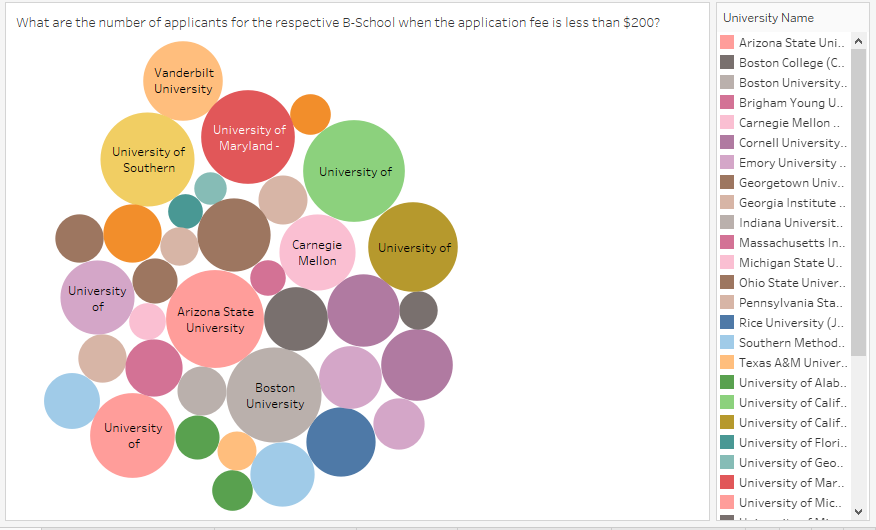 What are the number of applicants for the respective B-School when the application fee is less than $200?
Vanderbilt
University
University of
Maryland -
University of
Southern
University of
Carnegie
Mellon
University of
University
of
Arizona State
University
Boston
University
University
of
University Name
Arizona State Uni..
Boston College (C..
Boston University..
Brigham Young U..
Carnegie Mellon ..
Cornell University..
Emory University ..
Georgetown Univ..
Georgia Institute ..
Indiana Universit..
Massachusetts In..
Michigan State U..
Ohio State Univer..
Pennsylvania Sta..
Rice University (J..
Southern Method..
Texas A&M Univer..
University of Alab..
University of Calif..
University of Calif..
University of Flori..
University of Geo..
University of Mar..
University of Mic..